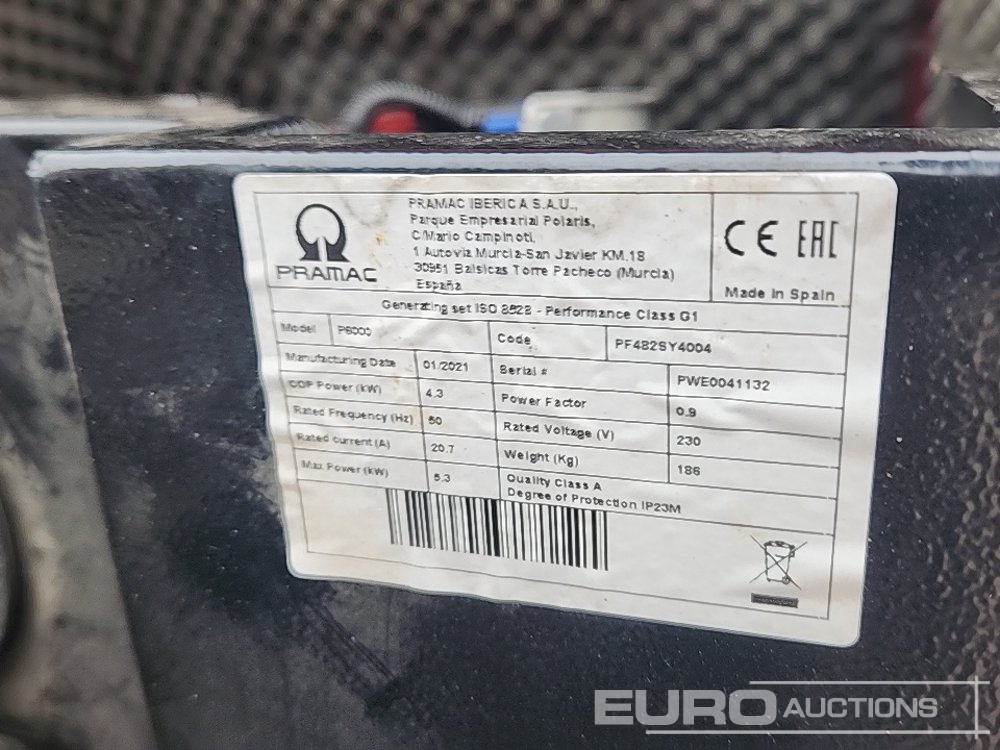 PRAMAC
PRAMAC IBERICA S.A.U.,
Parque Empresarial Polaris,
C/Mario Campinoti,
1 Autovia Murcia-San Javier KM.18
30951 Balsicas Torre Pacheco (Murcia)
España
CE EAC
Made in Spain
Generating set ISO 8528 - Performance Class G1
Model P6000 Code PF482SY4004
Manufacturing Date 01/2021 Serial # PWE0041132
COP Power (kW) 4.3 Power Factor 0.9
Rated Frequency (Hz) 50 Rated Voltage (V) 230
Rated current (A) 20.7 Weight (Kg) 186
Max Power (kW) 5.3 Quality Class A
Degree of Protection IP23M
EURO AUCTIONS